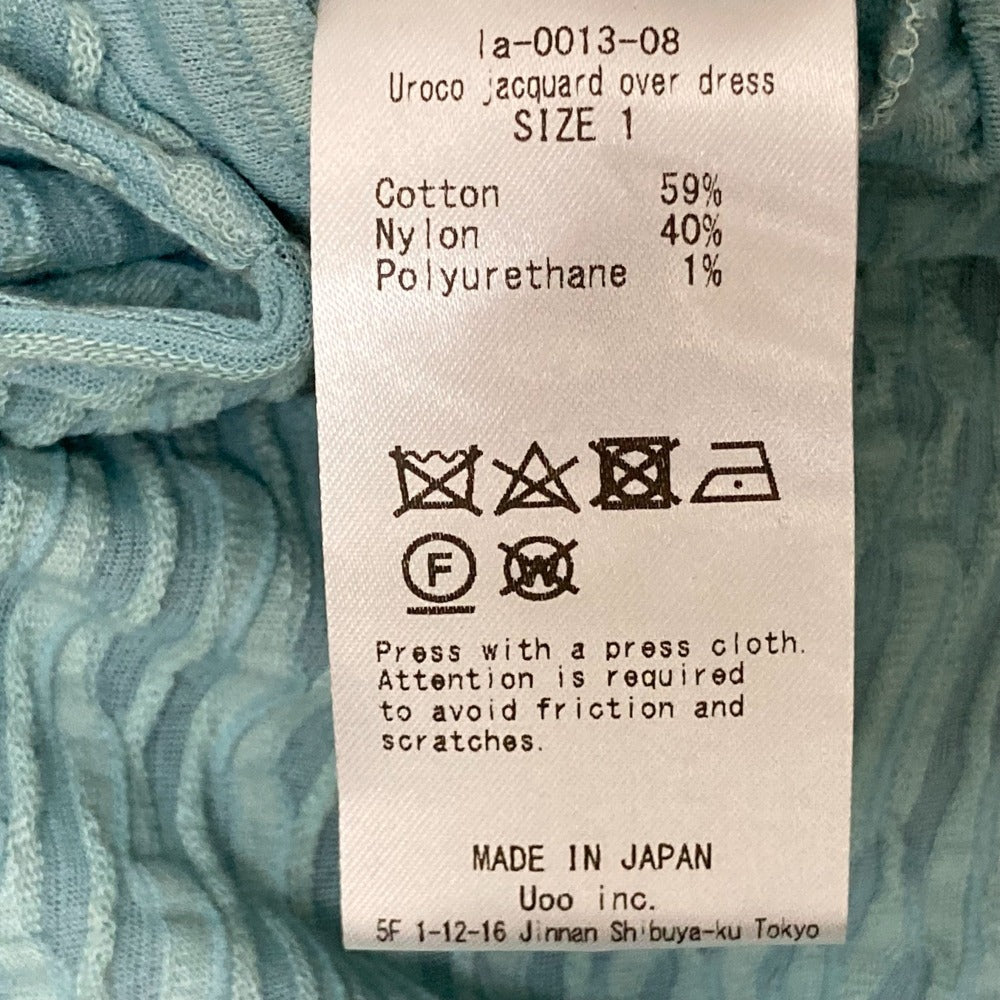 la-0013-08
Uroco jacquard over dress
SIZE 1
Cotton 59%
Nylon 40%
Polyurethane 1%
F W
Press with a press cloth.
Attention is required
to avoid friction and
scratches.
MADE IN JAPAN
Uoo inc.
5F 1-12-16 Jinnan Shibuya-ku Tokyo